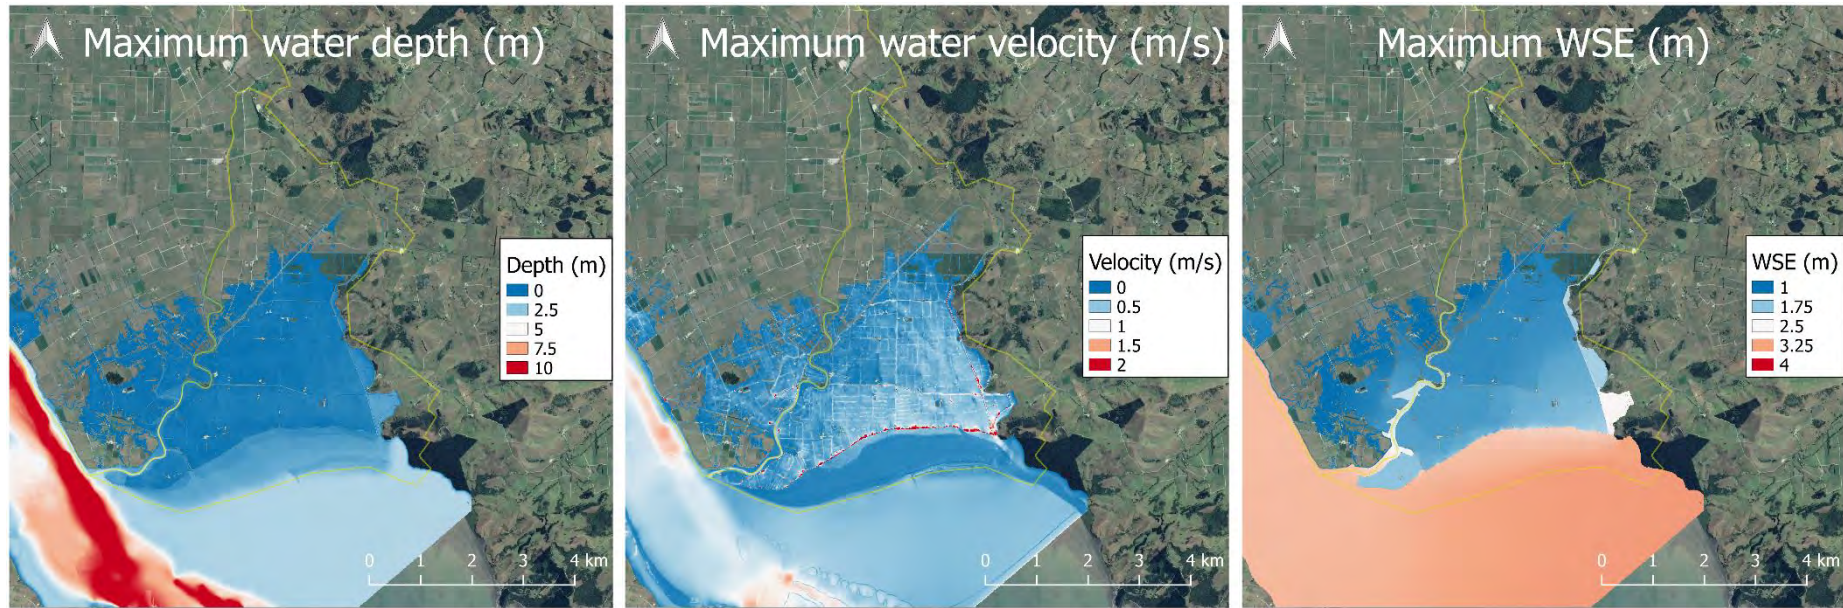 Maximum water depth (m)
Depth (m)
0
2.5
5
7.5
10
0 1 2 3 4 km
Maximum water velocity (m/s)
Velocity (m/s)
0
0.5
1
1.5
2
0 1 2 3 4 km
Maximum WSE (m)
WSE (m)
1
1.75
2.5
3.25
4
0 1 2 3 4 km